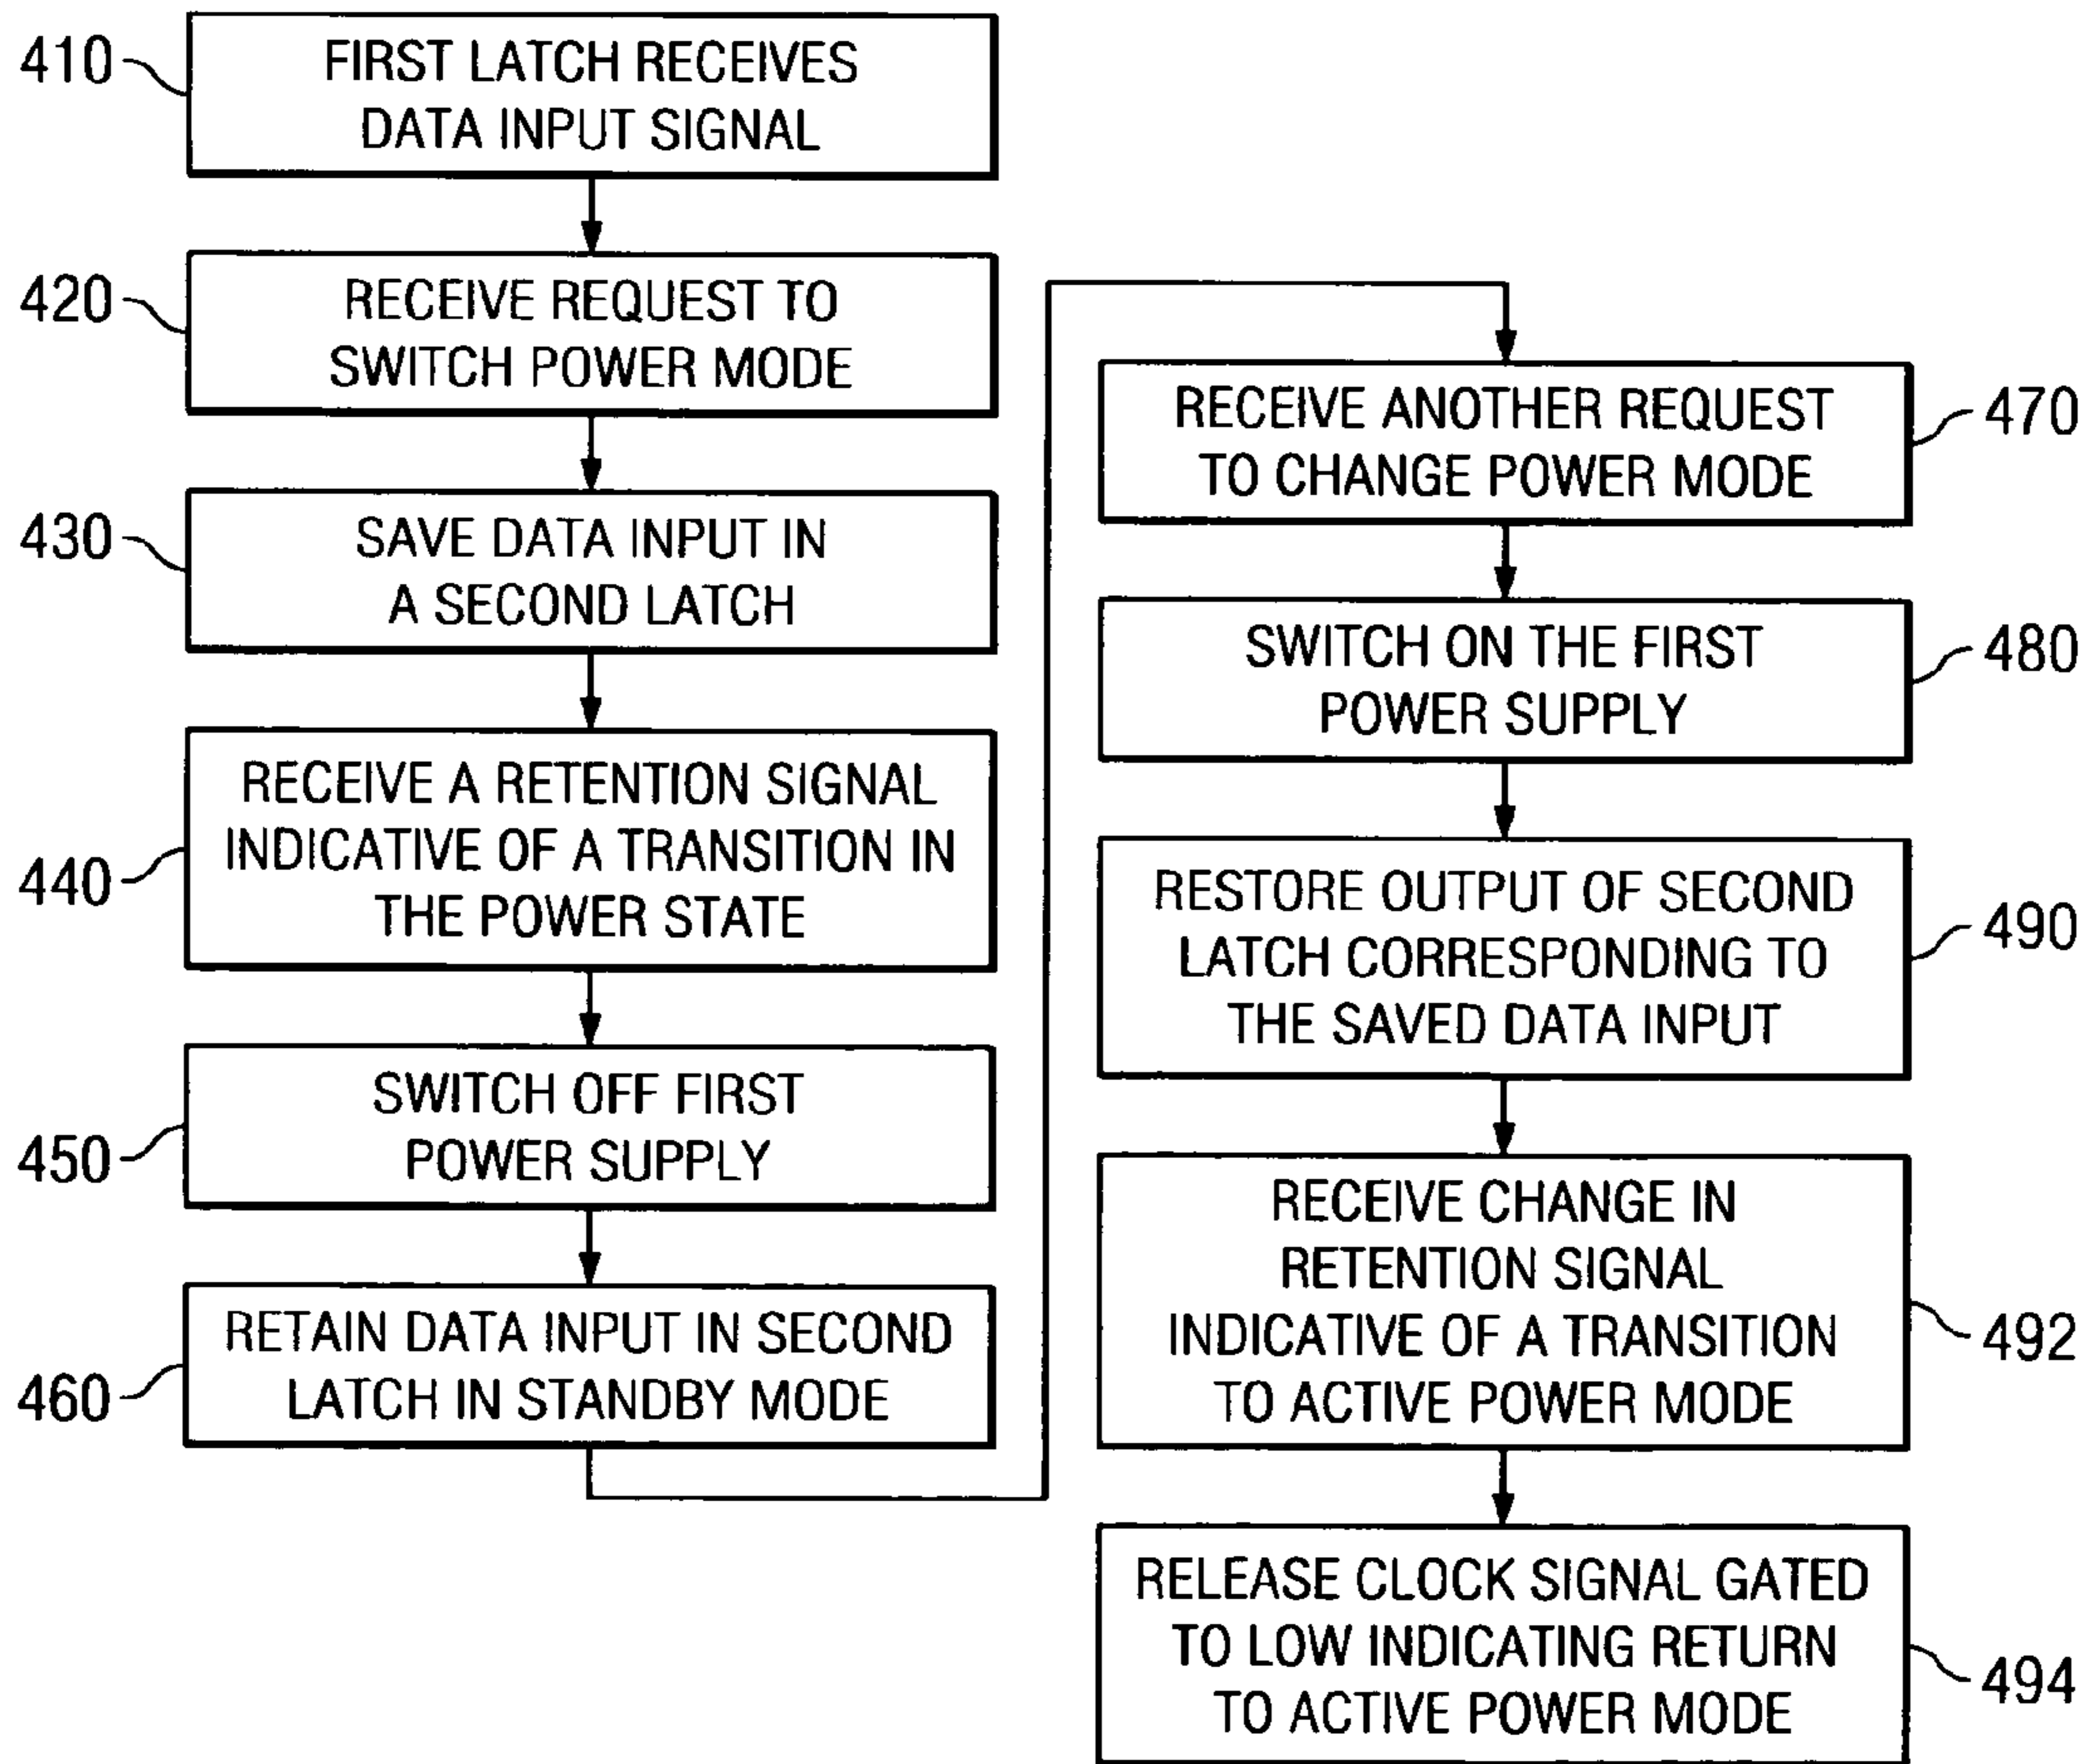 410
FIRST LATCH RECEIVES
DATA INPUT SIGNAL
420
RECEIVE REQUEST TO
SWITCH POWER MODE
430
SAVE DATA INPUT IN
A SECOND LATCH
440
RECEIVE A RETENTION SIGNAL
INDICATIVE OF A TRANSITION IN
THE POWER STATE
450
SWITCH OFF FIRST
POWER SUPPLY
460
RETAIN DATA INPUT IN SECOND
LATCH IN STANDBY MODE
RECEIVE ANOTHER REQUEST
TO CHANGE POWER MODE
470
SWITCH ON THE FIRST
POWER SUPPLY
480
RESTORE OUTPUT OF SECOND
LATCH CORRESPONDING TO
THE SAVED DATA INPUT
490
RECEIVE CHANGE IN
RETENTION SIGNAL
INDICATIVE OF A TRANSITION
TO ACTIVE POWER MODE
492
RELEASE CLOCK SIGNAL GATED
TO LOW INDICATING RETURN
TO ACTIVE POWER MODE
494